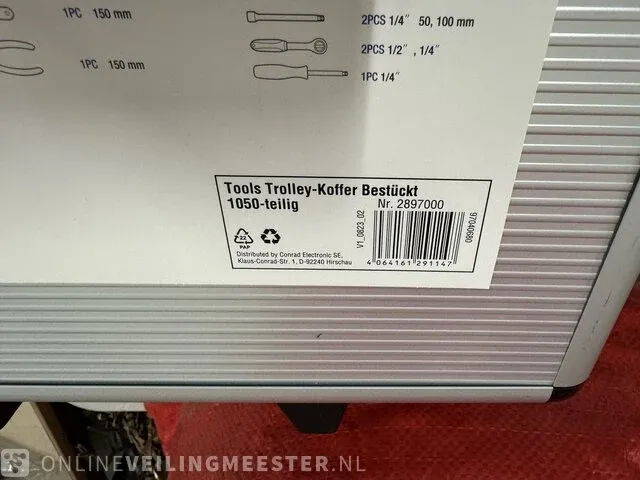 1PC 150 mm
1PC 150 mm
2PCS 1/4" 50, 100 mm
2PCS 1/2" , 1/4"
1PC 1/4"
Tools Trolley-Koffer Bestückt
1050-teilig
Nr. 2897000
V1_0823_02
97040680
22
PAP
Distributed by Conrad Electronic SE,
Klaus-Conrad-Str. 1, D-92240 Hirschau
4 064161 291147
ONLINEVEILINGMEESTER.NL